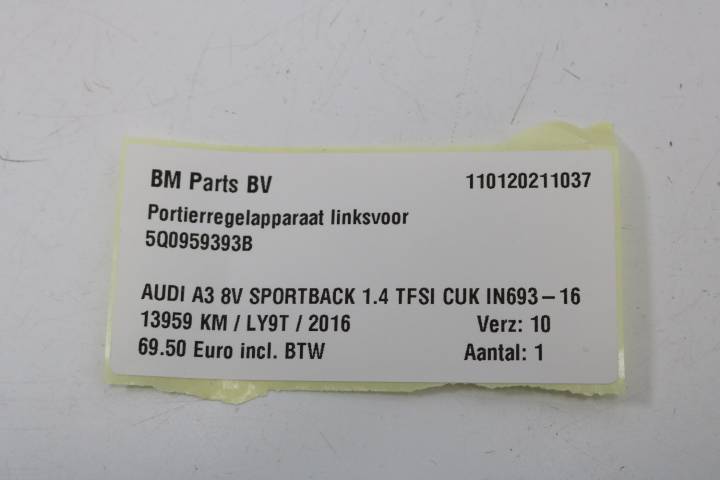 BM Parts BV 110120211037
Portierregelapparaat linksvoor
5Q0959393B
AUDI A3 8V SPORTBACK 1.4 TFSI CUK IN693-16
13959 KM / LY9T / 2016 Verz: 10
69.50 Euro incl. BTW Aantal: 1